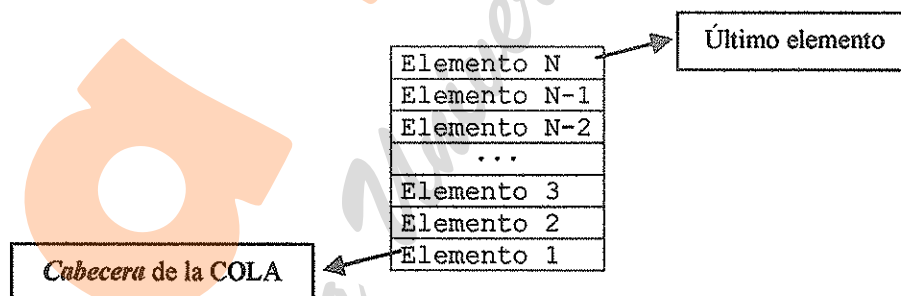 Último elemento
Elemento N
Elemento N-1
Elemento N-2
...
Elemento 3
Elemento 2
Elemento 1
Cabecera de la COLA